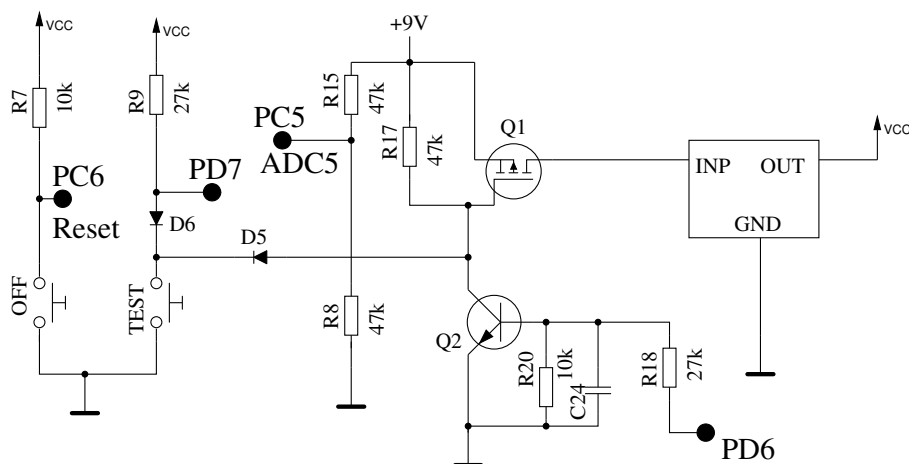 VCC
VCC
+9V
R7
10k
R9
27k
R15
47k
PC5
ADC5
R17
47k
Q1
VCC
INP
OUT
GND
PC6
Reset
PD7
D6
D5
OFF
TEST
R8
47k
Q2
R20
10k
C24
R18
27k
PD6